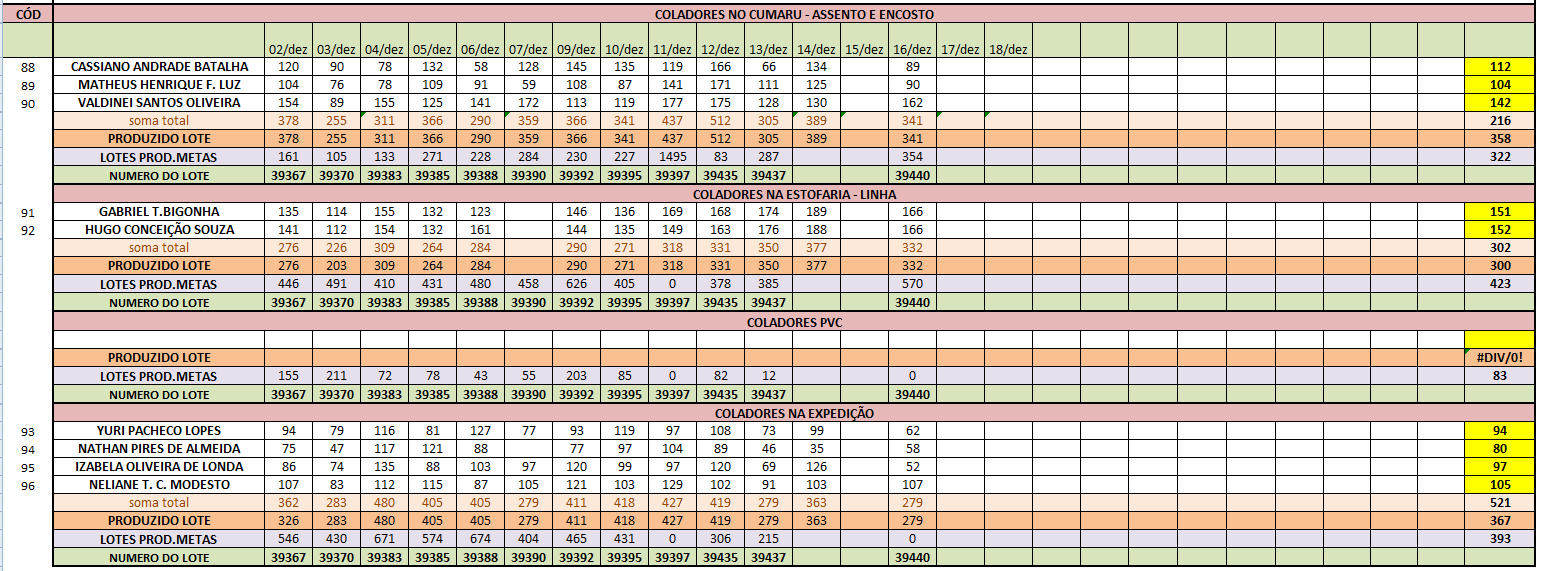 CÓD COLADORES NO CUMARU - ASSENTO E ENCOSTO
02/dez 03/dez 04/dez 05/dez 06/dez 07/dez 09/dez 10/dez 11/dez 12/dez 13/dez 14/dez 15/dez 16/dez 17/dez 18/dez
88 CASSIANO ANDRADE BATALHA 120 90 78 132 58 128 145 135 119 166 66 134 89 112
89 MATHEUS HENRIQUE F. LUZ 104 76 78 109 91 59 108 87 141 171 111 125 90 104
90 VALDINEI SANTOS OLIVEIRA 154 89 155 125 141 172 113 119 177 175 128 130 162 142
soma total 378 255 311 366 290 359 366 341 437 512 305 389 341 216
PRODUZIDO LOTE 378 255 311 366 290 359 366 341 437 512 305 389 341 358
LOTES PROD.METAS 161 105 133 271 228 284 230 227 1495 83 287 354 322
NUMERO DO LOTE 39367 39370 39383 39385 39388 39390 39392 39395 39397 39435 39437 39440
COLADORES NA ESTOFARIA - LINHA
91 GABRIEL T.BIGONHA 135 114 155 132 123 146 136 169 168 174 189 166 151
92 HUGO CONCEIÇÃO SOUZA 141 112 154 132 161 144 135 149 163 176 188 166 152
soma total 276 226 309 264 284 290 271 318 331 350 377 332 302
PRODUZIDO LOTE 276 203 309 264 284 290 271 318 331 350 377 332 300
LOTES PROD.METAS 446 491 410 431 480 458 626 405 0 378 385 570 423
NUMERO DO LOTE 39367 39370 39383 39385 39388 39390 39392 39395 39397 39435 39437 39440
COLADORES PVC
PRODUZIDO LOTE #DIV/0!
LOTES PROD.METAS 155 211 72 78 43 55 203 85 0 82 12 0 83
NUMERO DO LOTE 39367 39370 39383 39385 39388 39390 39392 39395 39397 39435 39437 39440
COLADORES NA EXPEDIÇÃO
93 YURI PACHECO LOPES 94 79 116 81 127 77 93 119 97 108 73 99 62 94
94 NATHAN PIRES DE ALMEIDA 75 47 117 121 88 77 97 104 89 46 35 58 80
95 IZABELA OLIVEIRA DE LONDA 86 74 135 88 103 97 120 99 97 120 69 126 52 97
96 NELIANE T. C. MODESTO 107 83 112 115 87 105 121 103 129 102 91 103 107 105
soma total 362 283 480 405 405 279 411 418 427 419 279 363 279 521
PRODUZIDO LOTE 326 283 480 405 405 279 411 418 427 419 279 363 279 367
LOTES PROD.METAS 546 430 671 574 674 404 465 431 0 306 215 0 393
NUMERO DO LOTE 39367 39370 39383 39385 39388 39390 39392 39395 39397 39435 39437 39440